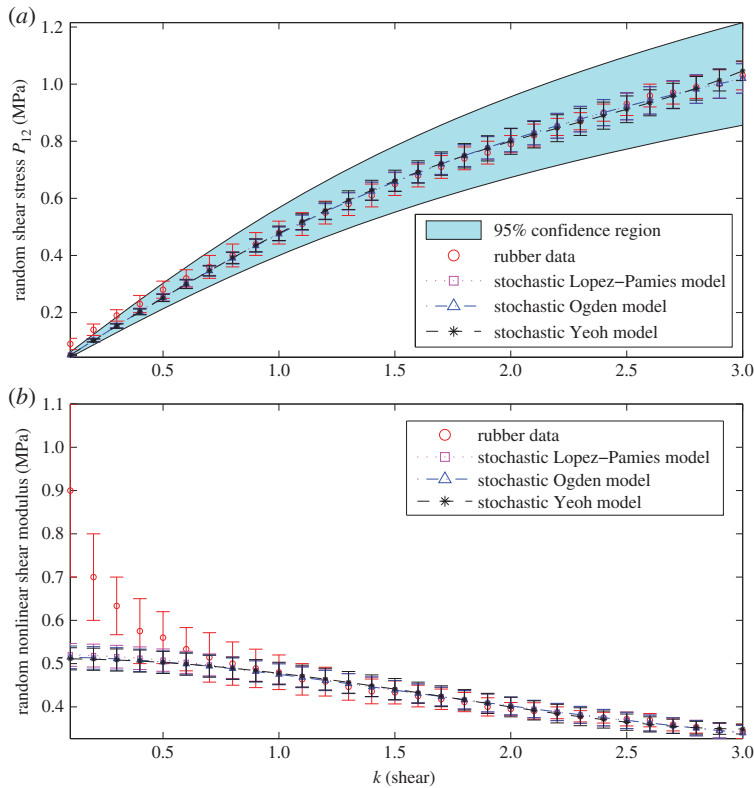 (a)
1.2
1.0
0.8
0.6
0.4
0.2
random shear stress P12 (MPa)
95% confidence region
rubber data
stochastic Lopez–Pamies model
stochastic Ogden model
stochastic Yeoh model
0.5 1.0 1.5 2.0 2.5 3.0
(b)
1.1
1.0
0.9
0.8
0.7
0.6
0.5
0.4
random nonlinear shear modulus (MPa)
rubber data
stochastic Lopez–Pamies model
stochastic Ogden model
stochastic Yeoh model
0.5 1.0 1.5 2.0 2.5 3.0
k (shear)